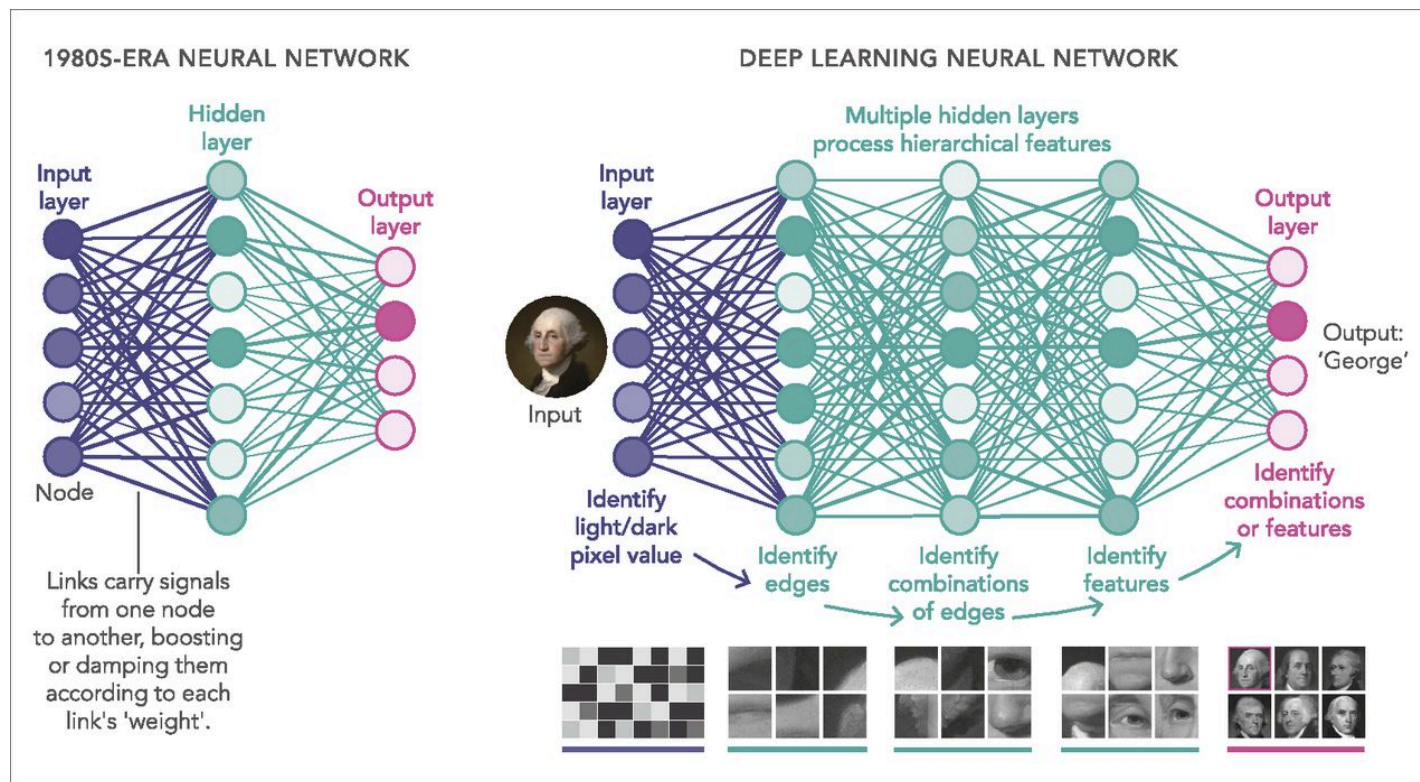 1980S-ERA NEURAL NETWORK
Hidden
layer
Input
layer
Output
layer
Node
Links carry signals
from one node
to another, boosting
or damping them
according to each
link's 'weight'.
DEEP LEARNING NEURAL NETWORK
Multiple hidden layers
process hierarchical features
Input
layer
Output
layer
Input
Output:
'George'
Identify
light/dark
pixel value
Identify
edges
Identify
combinations
of edges
Identify
features
Identify
combinations
or features